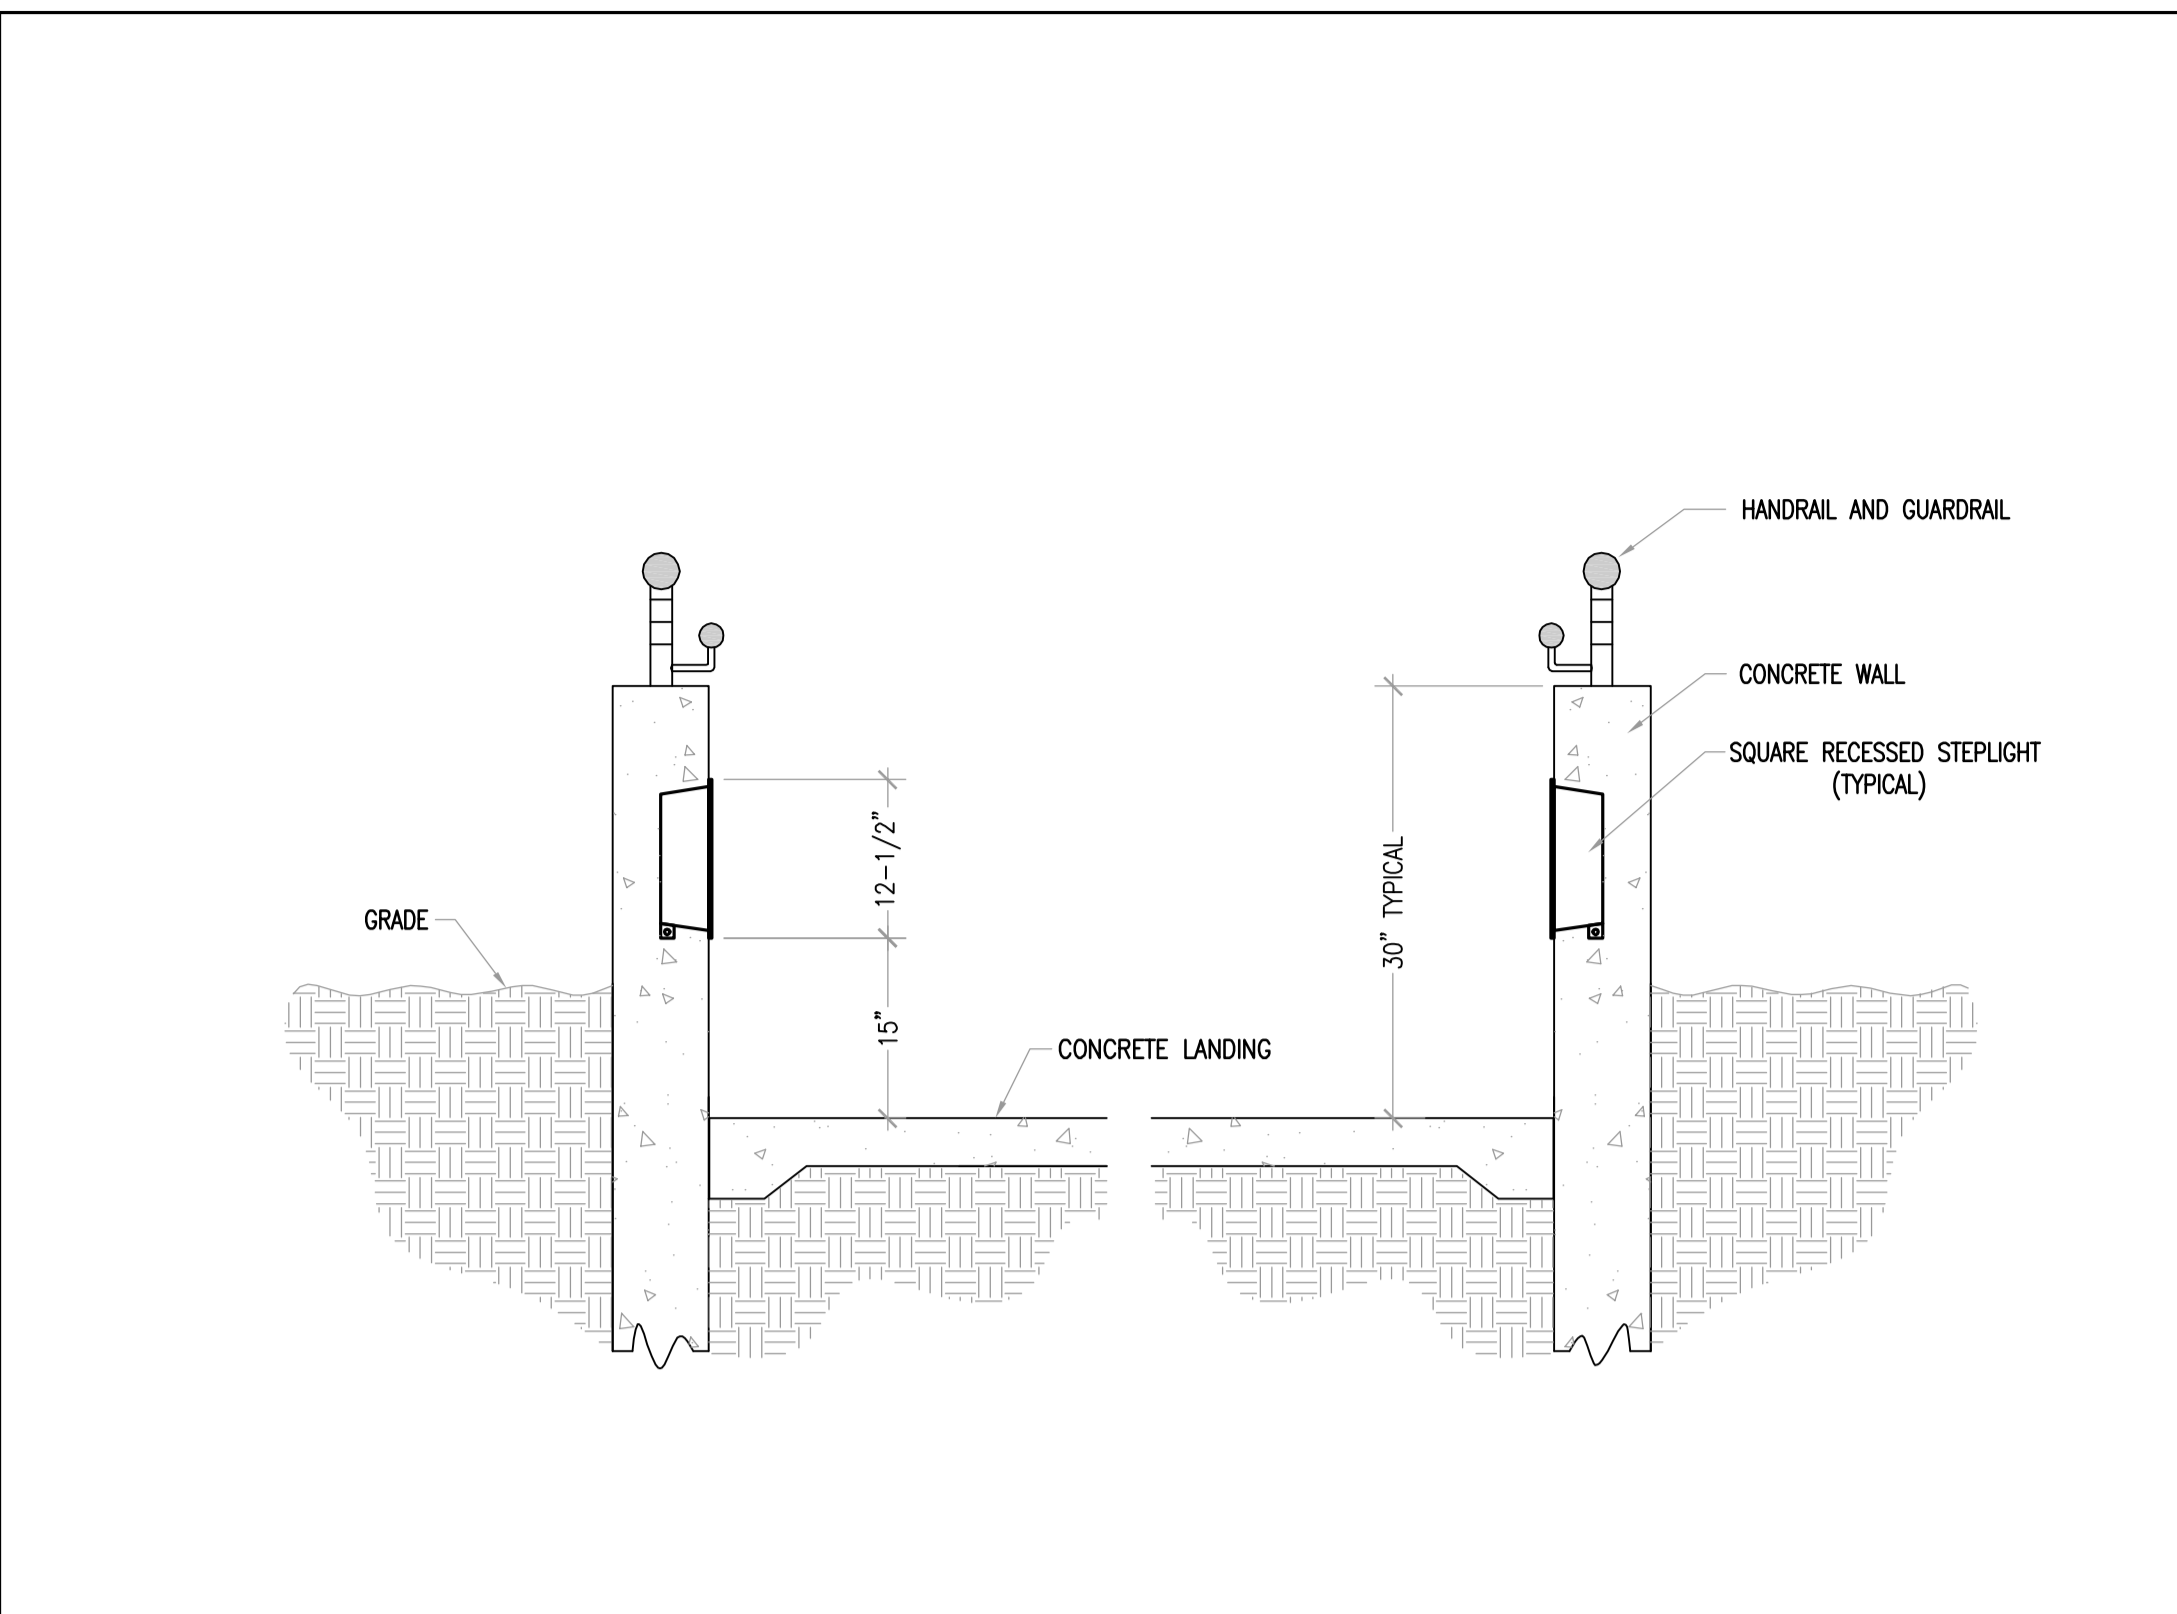 HANDRAIL AND GUARDRAIL
CONCRETE WALL
SQUARE RECESSED STEPLIGHT
(TYPICAL)
12-1/2"
30" TYPICAL
GRADE
15"
CONCRETE LANDING